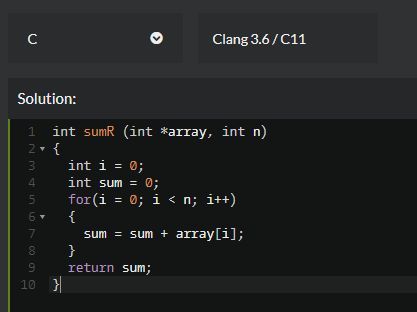 C
Clang 3.6 / C11
Solution:
1 int sumR (int *array, int n)
2 {
3   int i = 0;
4   int sum = 0;
5   for(i = 0; i < n; i++)
6   {
7     sum = sum + array[i];
8   }
9   return sum;
10 }